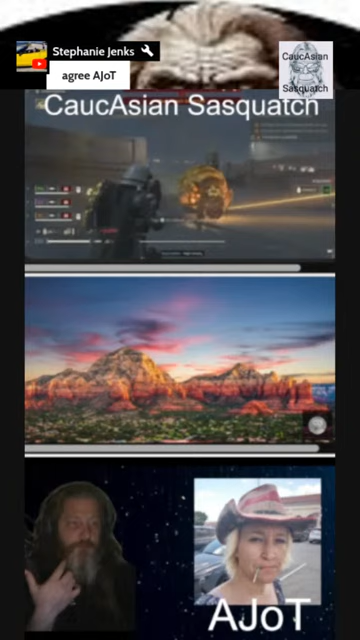 Stephanie Jenks
agree AJoT
CaucAsian
Sasquatch
CaucAsian Sasquatch
AJoT